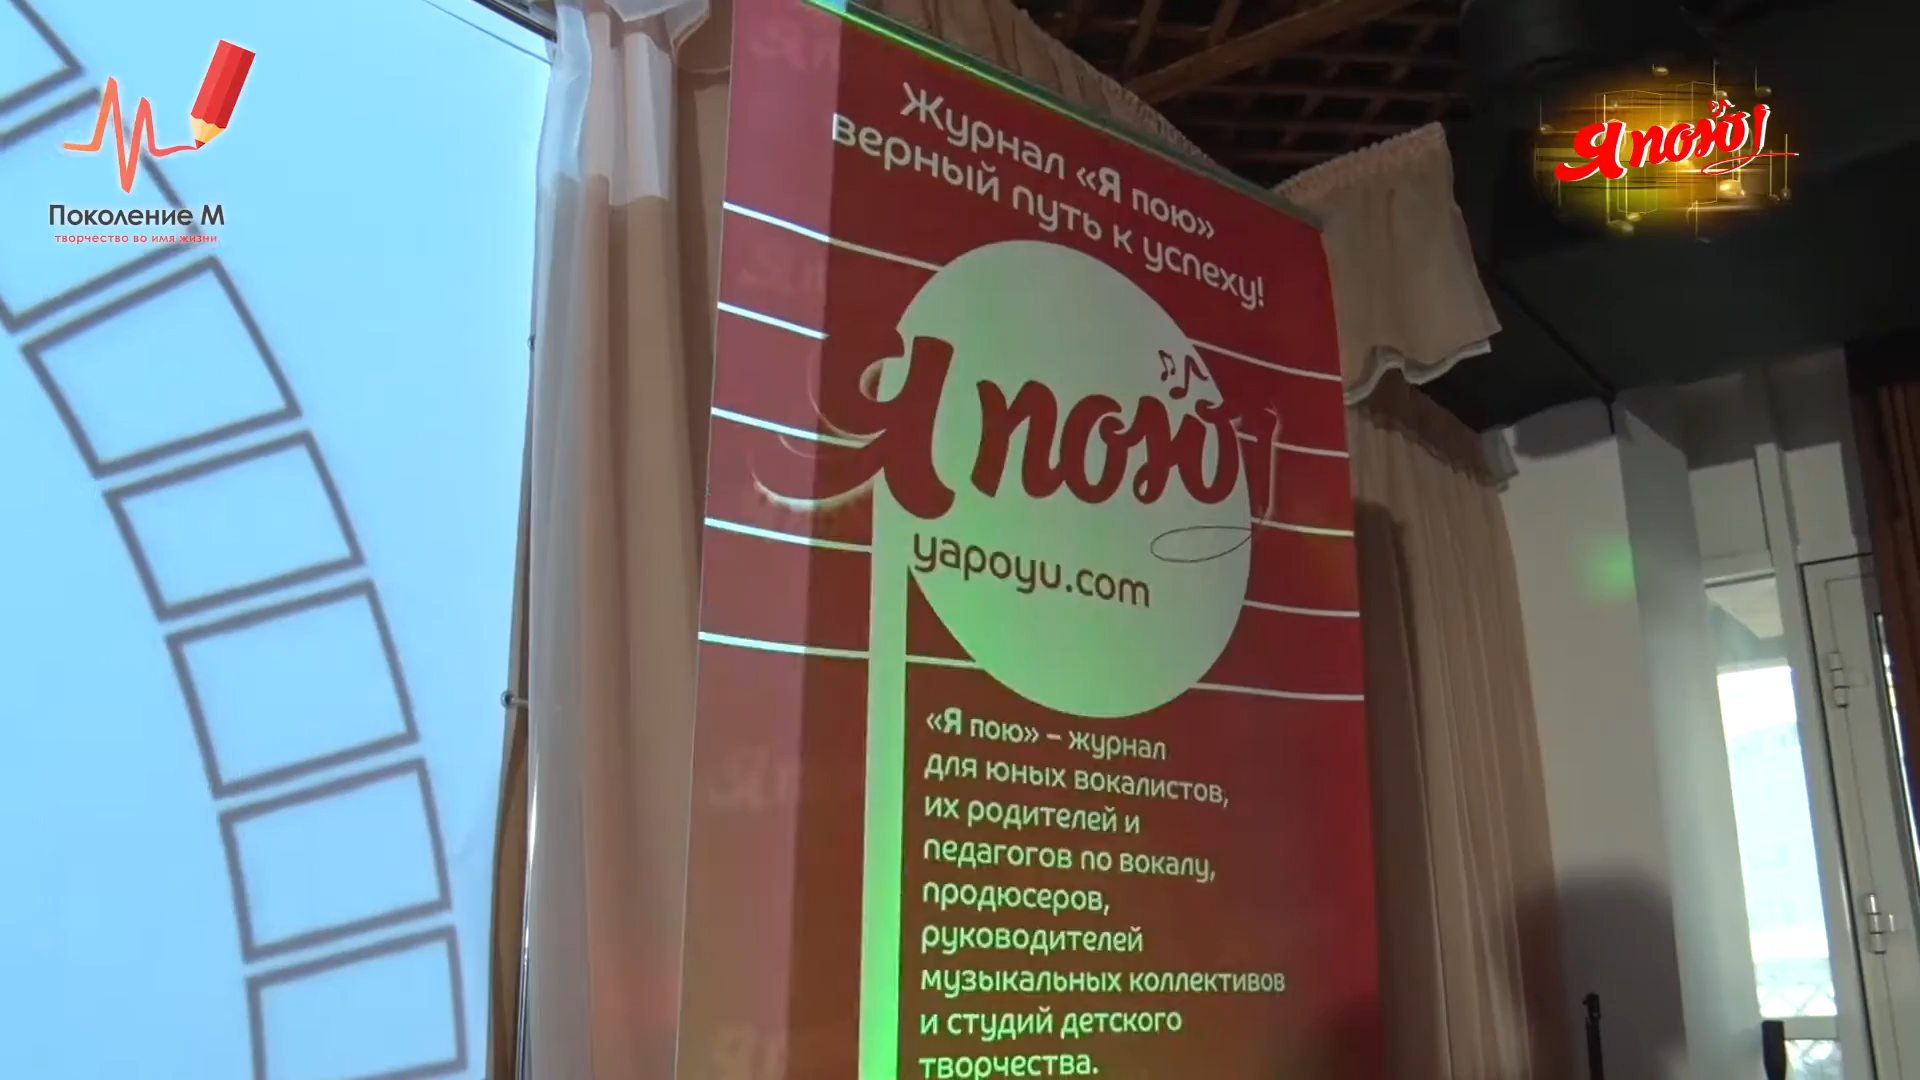 Поколение М
творчество во имя жизни
Я пою!
Журнал «Я пою»
верный путь к успеху!
Я пою!
yapoyu.com
«Я пою» – журнал
для юных вокалистов,
их родителей и
педагогов по вокалу,
продюсеров,
руководителей
музыкальных коллективов
и студий детского
творчества.